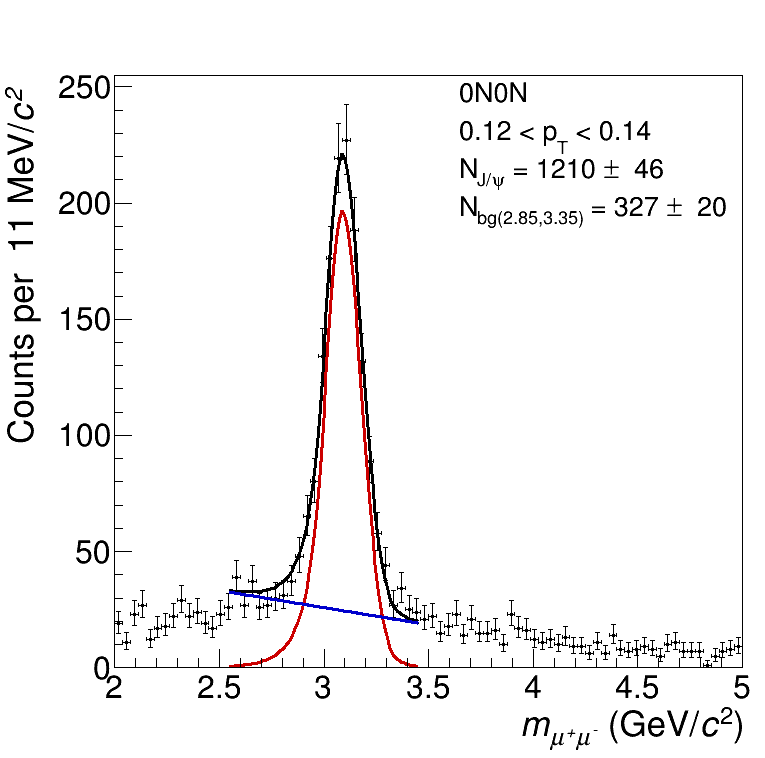 Counts per 11 MeV/c²
250
200
150
100
50
0
0N0N
0.12 < p_T < 0.14
N_J/ψ = 1210 ± 46
N_bg(2.85,3.35) = 327 ± 20
2 2.5 3 3.5 4 4.5 5
m_μ⁺μ⁻ (GeV/c²)